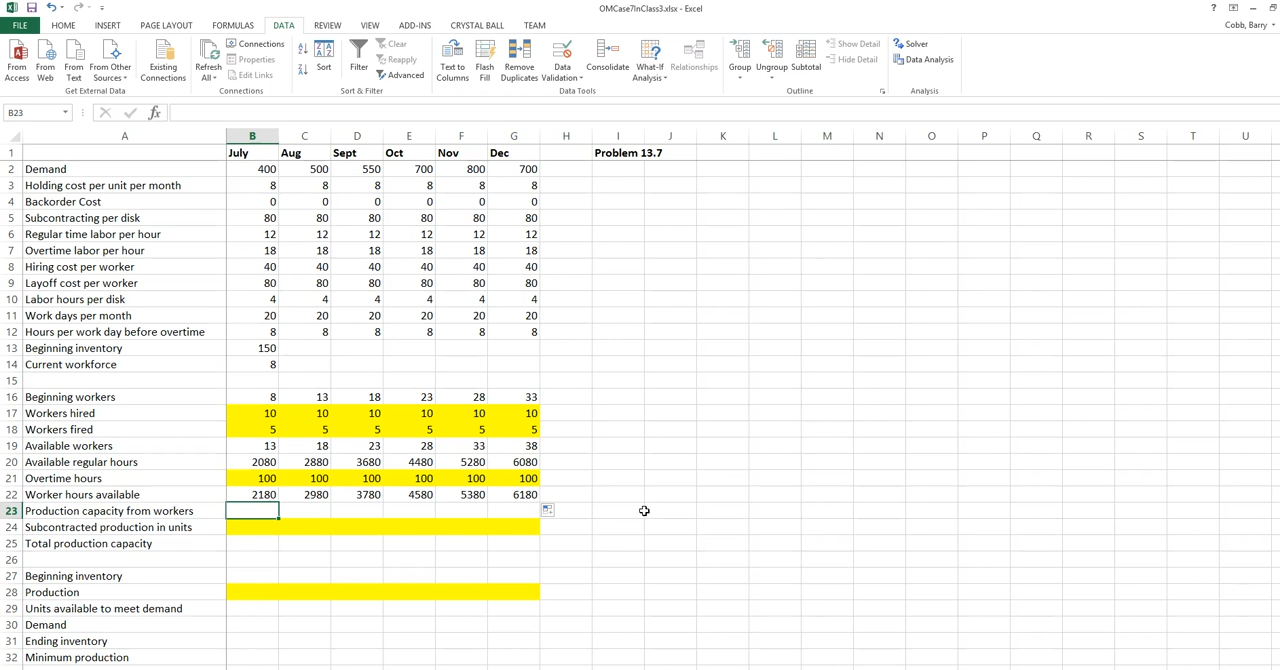 OMCase7InClass3.xlsx - Excel
FILE HOME INSERT PAGE LAYOUT FORMULAS DATA REVIEW VIEW ADD-INS CRYSTAL BALL TEAM Cobb, Barry
From Access From Web From Text From Other Sources Existing Connections Refresh All Connections Properties Edit Links Sort Filter Clear Reapply Advanced Text to Columns Flash Fill Remove Duplicates Data Validation Consolidate What-If Analysis Relationships Group Ungroup Subtotal Show Detail Hide Detail Solver Data Analysis
Get External Data Connections Sort & Filter Data Tools Outline Analysis
B23 fx
A B C D E F G H I J K L M N O P Q R S T U
1 July Aug Sept Oct Nov Dec Problem 13.7
2 Demand 400 500 550 700 800 700
3 Holding cost per unit per month 8 8 8 8 8 8
4 Backorder Cost 0 0 0 0 0 0
5 Subcontracting per disk 80 80 80 80 80 80
6 Regular time labor per hour 12 12 12 12 12 12
7 Overtime labor per hour 18 18 18 18 18 18
8 Hiring cost per worker 40 40 40 40 40 40
9 Layoff cost per worker 80 80 80 80 80 80
10 Labor hours per disk 4 4 4 4 4 4
11 Work days per month 20 20 20 20 20 20
12 Hours per work day before overtime 8 8 8 8 8 8
13 Beginning inventory 150
14 Current workforce 8
15
16 Beginning workers 8 13 18 23 28 33
17 Workers hired 10 10 10 10 10 10
18 Workers fired 5 5 5 5 5 5
19 Available workers 13 18 23 28 33 38
20 Available regular hours 2080 2880 3680 4480 5280 6080
21 Overtime hours 100 100 100 100 100 100
22 Worker hours available 2180 2980 3780 4580 5380 6180
23 Production capacity from workers
24 Subcontracted production in units
25 Total production capacity
26
27 Beginning inventory
28 Production
29 Units available to meet demand
30 Demand
31 Ending inventory
32 Minimum production